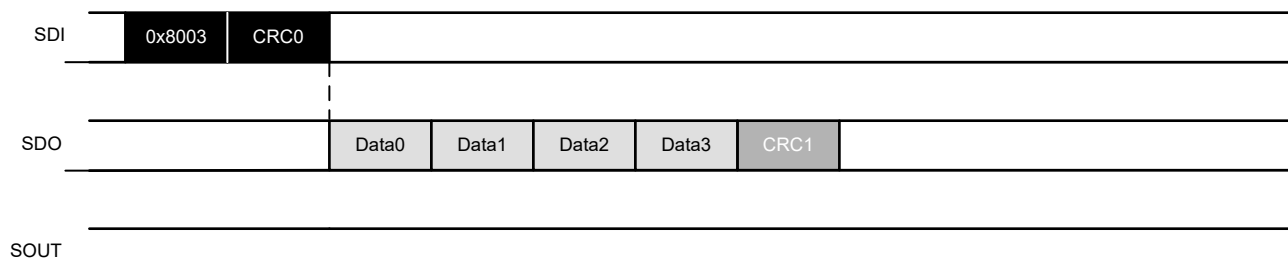 SDI 0x8003 CRC0
SDO Data0 Data1 Data2 Data3 CRC1
SOUT